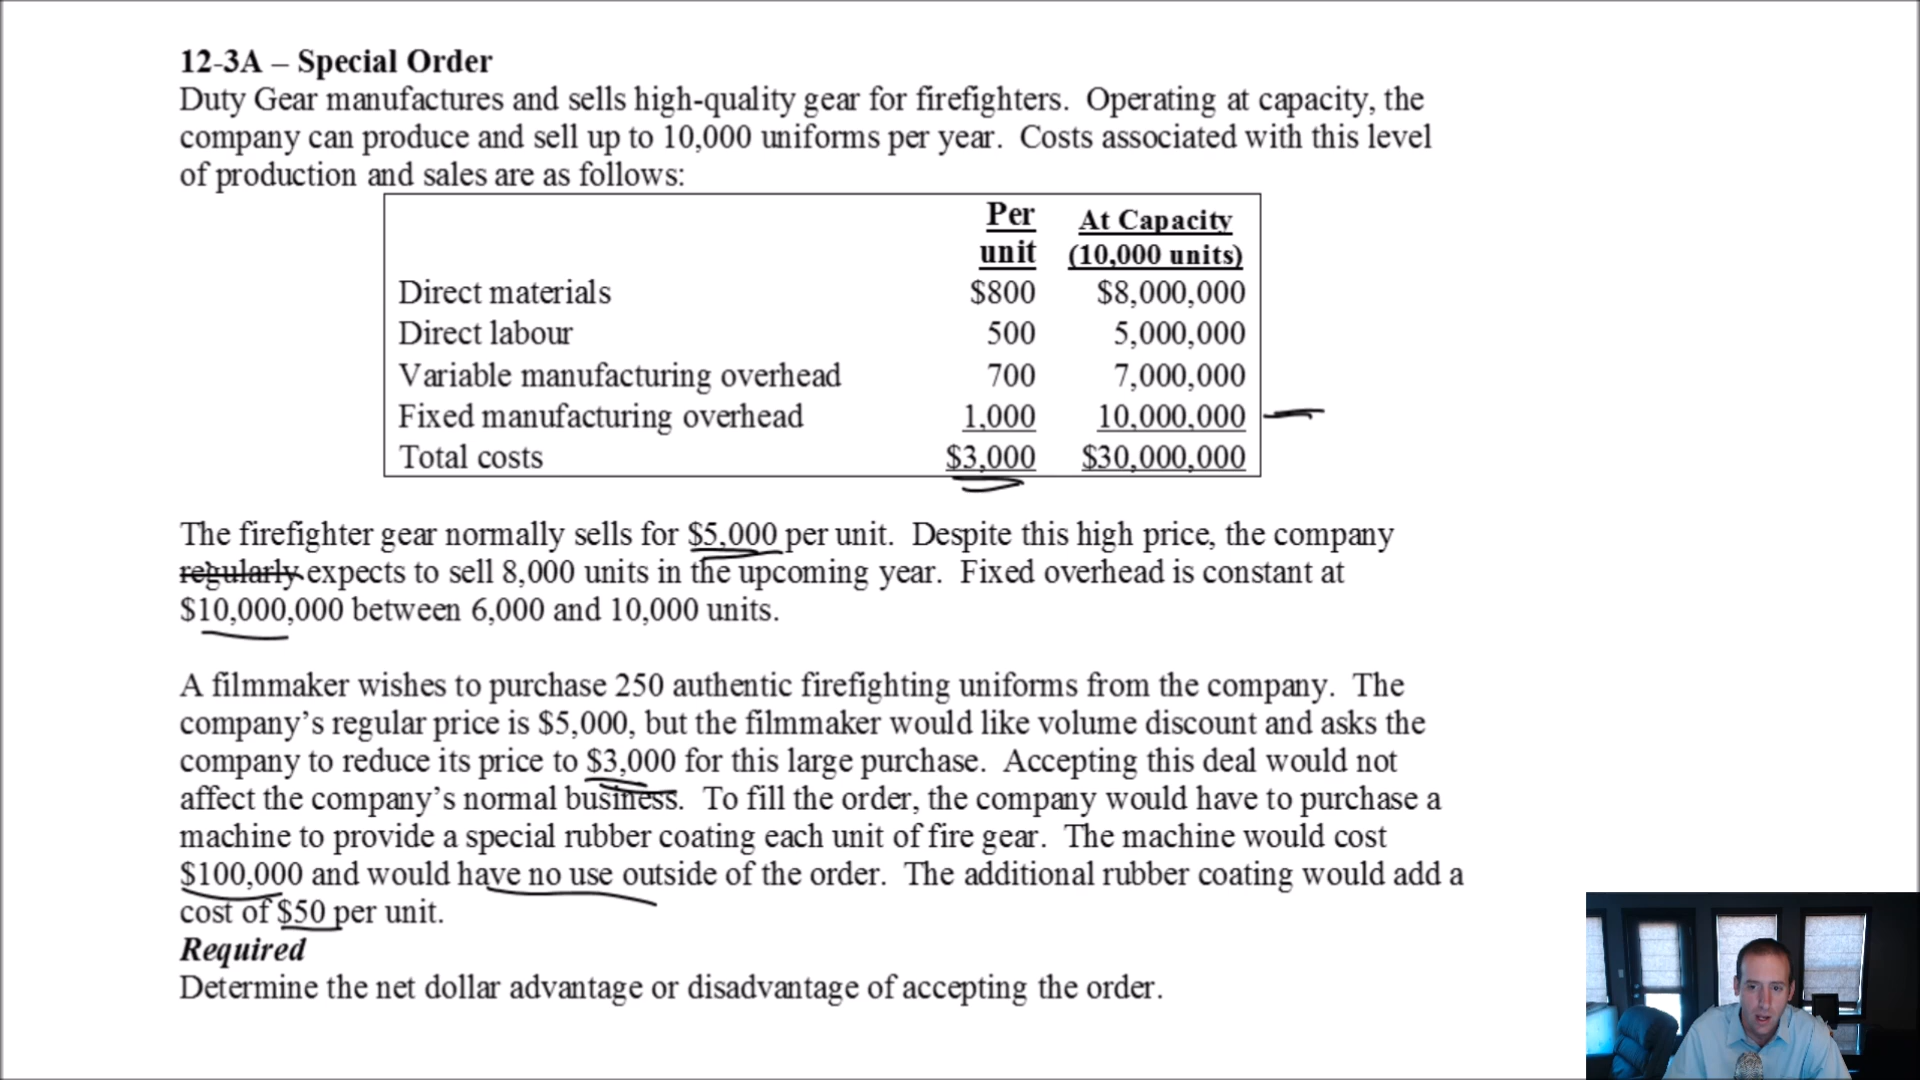 12-3A – Special Order
Duty Gear manufactures and sells high-quality gear for firefighters.  Operating at capacity, the
company can produce and sell up to 10,000 uniforms per year.  Costs associated with this level
of production and sales are as follows:
Per unit At Capacity (10,000 units)
Direct materials $800 $8,000,000
Direct labour 500 5,000,000
Variable manufacturing overhead 700 7,000,000
Fixed manufacturing overhead 1,000 10,000,000
Total costs $3,000 $30,000,000
The firefighter gear normally sells for $5,000 per unit.  Despite this high price, the company
regularly expects to sell 8,000 units in the upcoming year.  Fixed overhead is constant at
$10,000,000 between 6,000 and 10,000 units.
A filmmaker wishes to purchase 250 authentic firefighting uniforms from the company.  The
company’s regular price is $5,000, but the filmmaker would like volume discount and asks the
company to reduce its price to $3,000 for this large purchase.  Accepting this deal would not
affect the company’s normal business.  To fill the order, the company would have to purchase a
machine to provide a special rubber coating each unit of fire gear.  The machine would cost
$100,000 and would have no use outside of the order.  The additional rubber coating would add a
cost of $50 per unit.
Required
Determine the net dollar advantage or disadvantage of accepting the order.